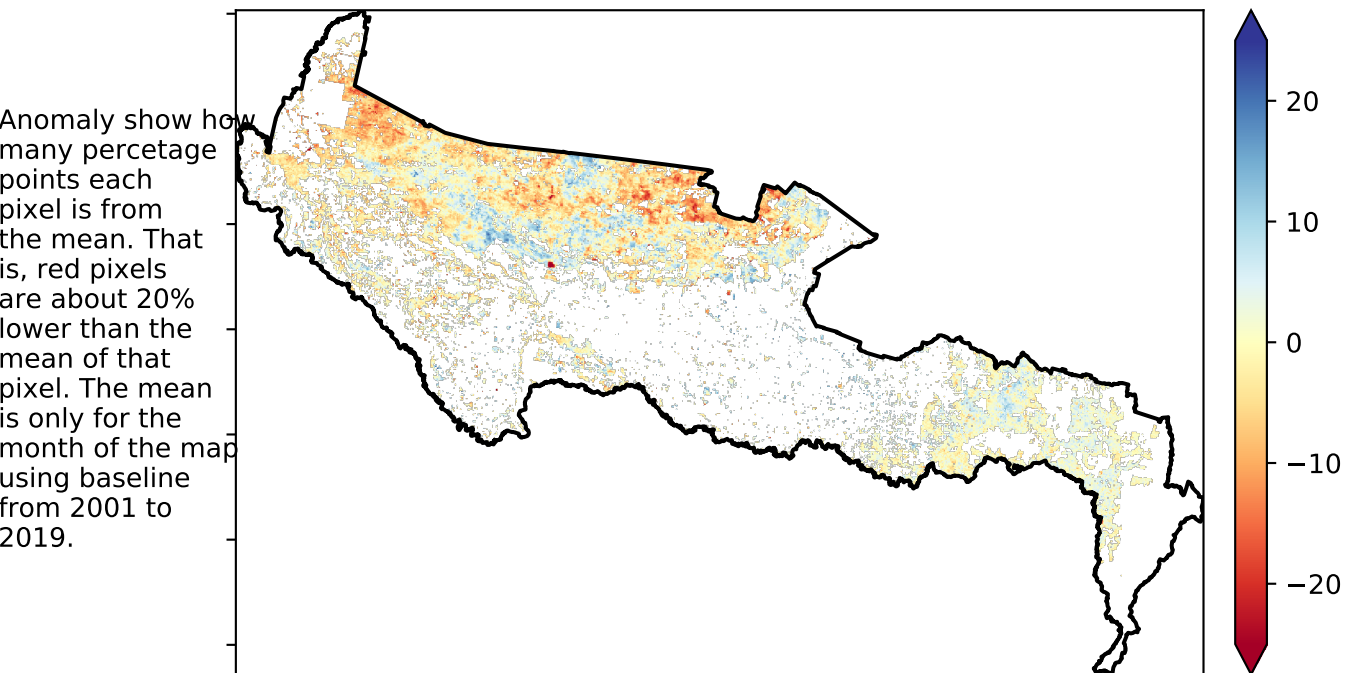 Anomaly show how
many percetage
points each
pixel is from
the mean. That
is, red pixels
are about 20%
lower than the
mean of that
pixel. The mean
is only for the
month of the map
using baseline
from 2001 to
2019.
20
10
0
−10
−20